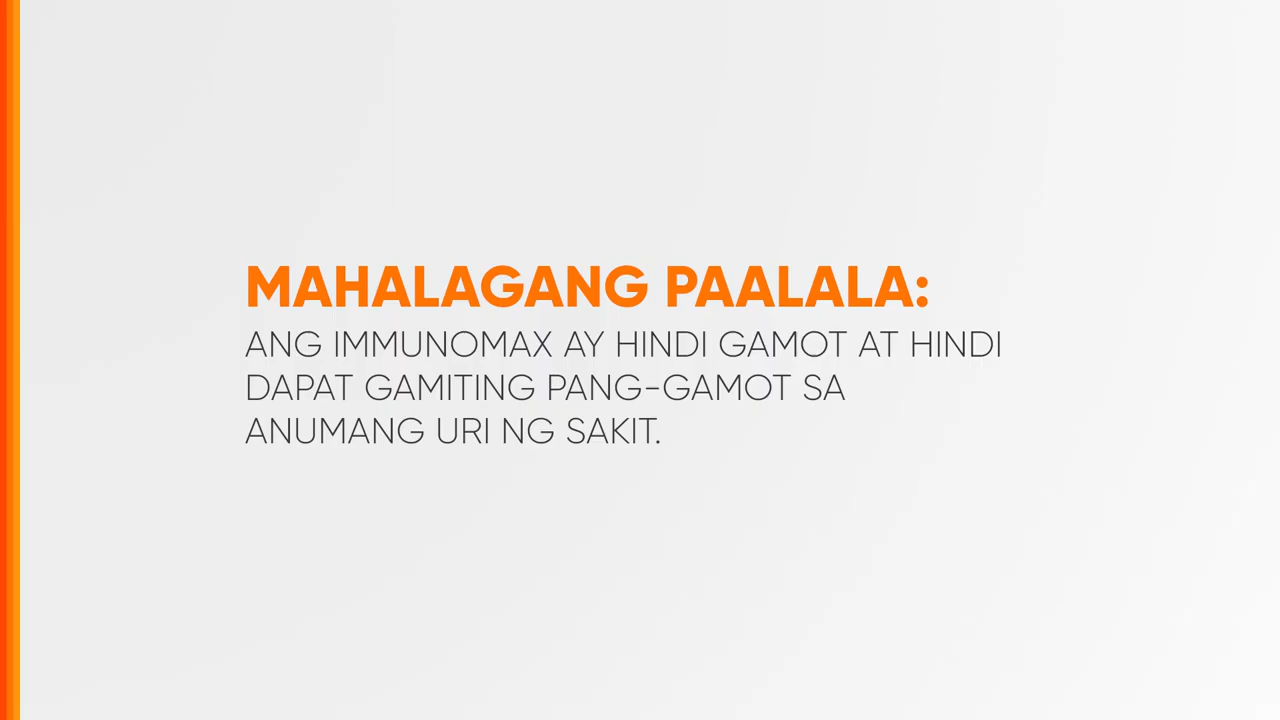 MAHALAGANG PAALALA:
ANG IMMUNOMAX AY HINDI GAMOT AT HINDI
DAPAT GAMITING PANG-GAMOT SA
ANUMANG URI NG SAKIT.